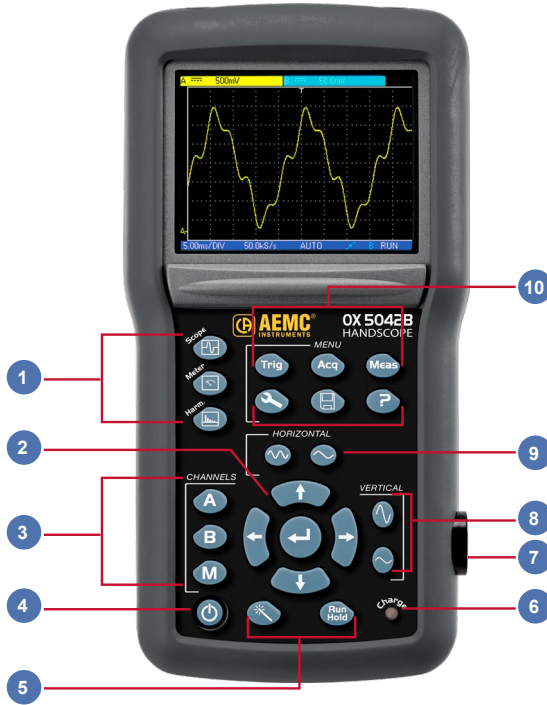 A 500mV B 50.0mV
A
5.00ms/DIV 50.0kS/s AUTO B RUN
10
AEMC® OX 5042B
INSTRUMENTS HANDSCOPE
Scope
MENU
Trig Acq Meas
1
Meter
?
Harm.
2
HORIZONTAL
9
CHANNELS
VERTICAL
A
8
3
B
7
M
4
Charge
6
Run
Hold
5